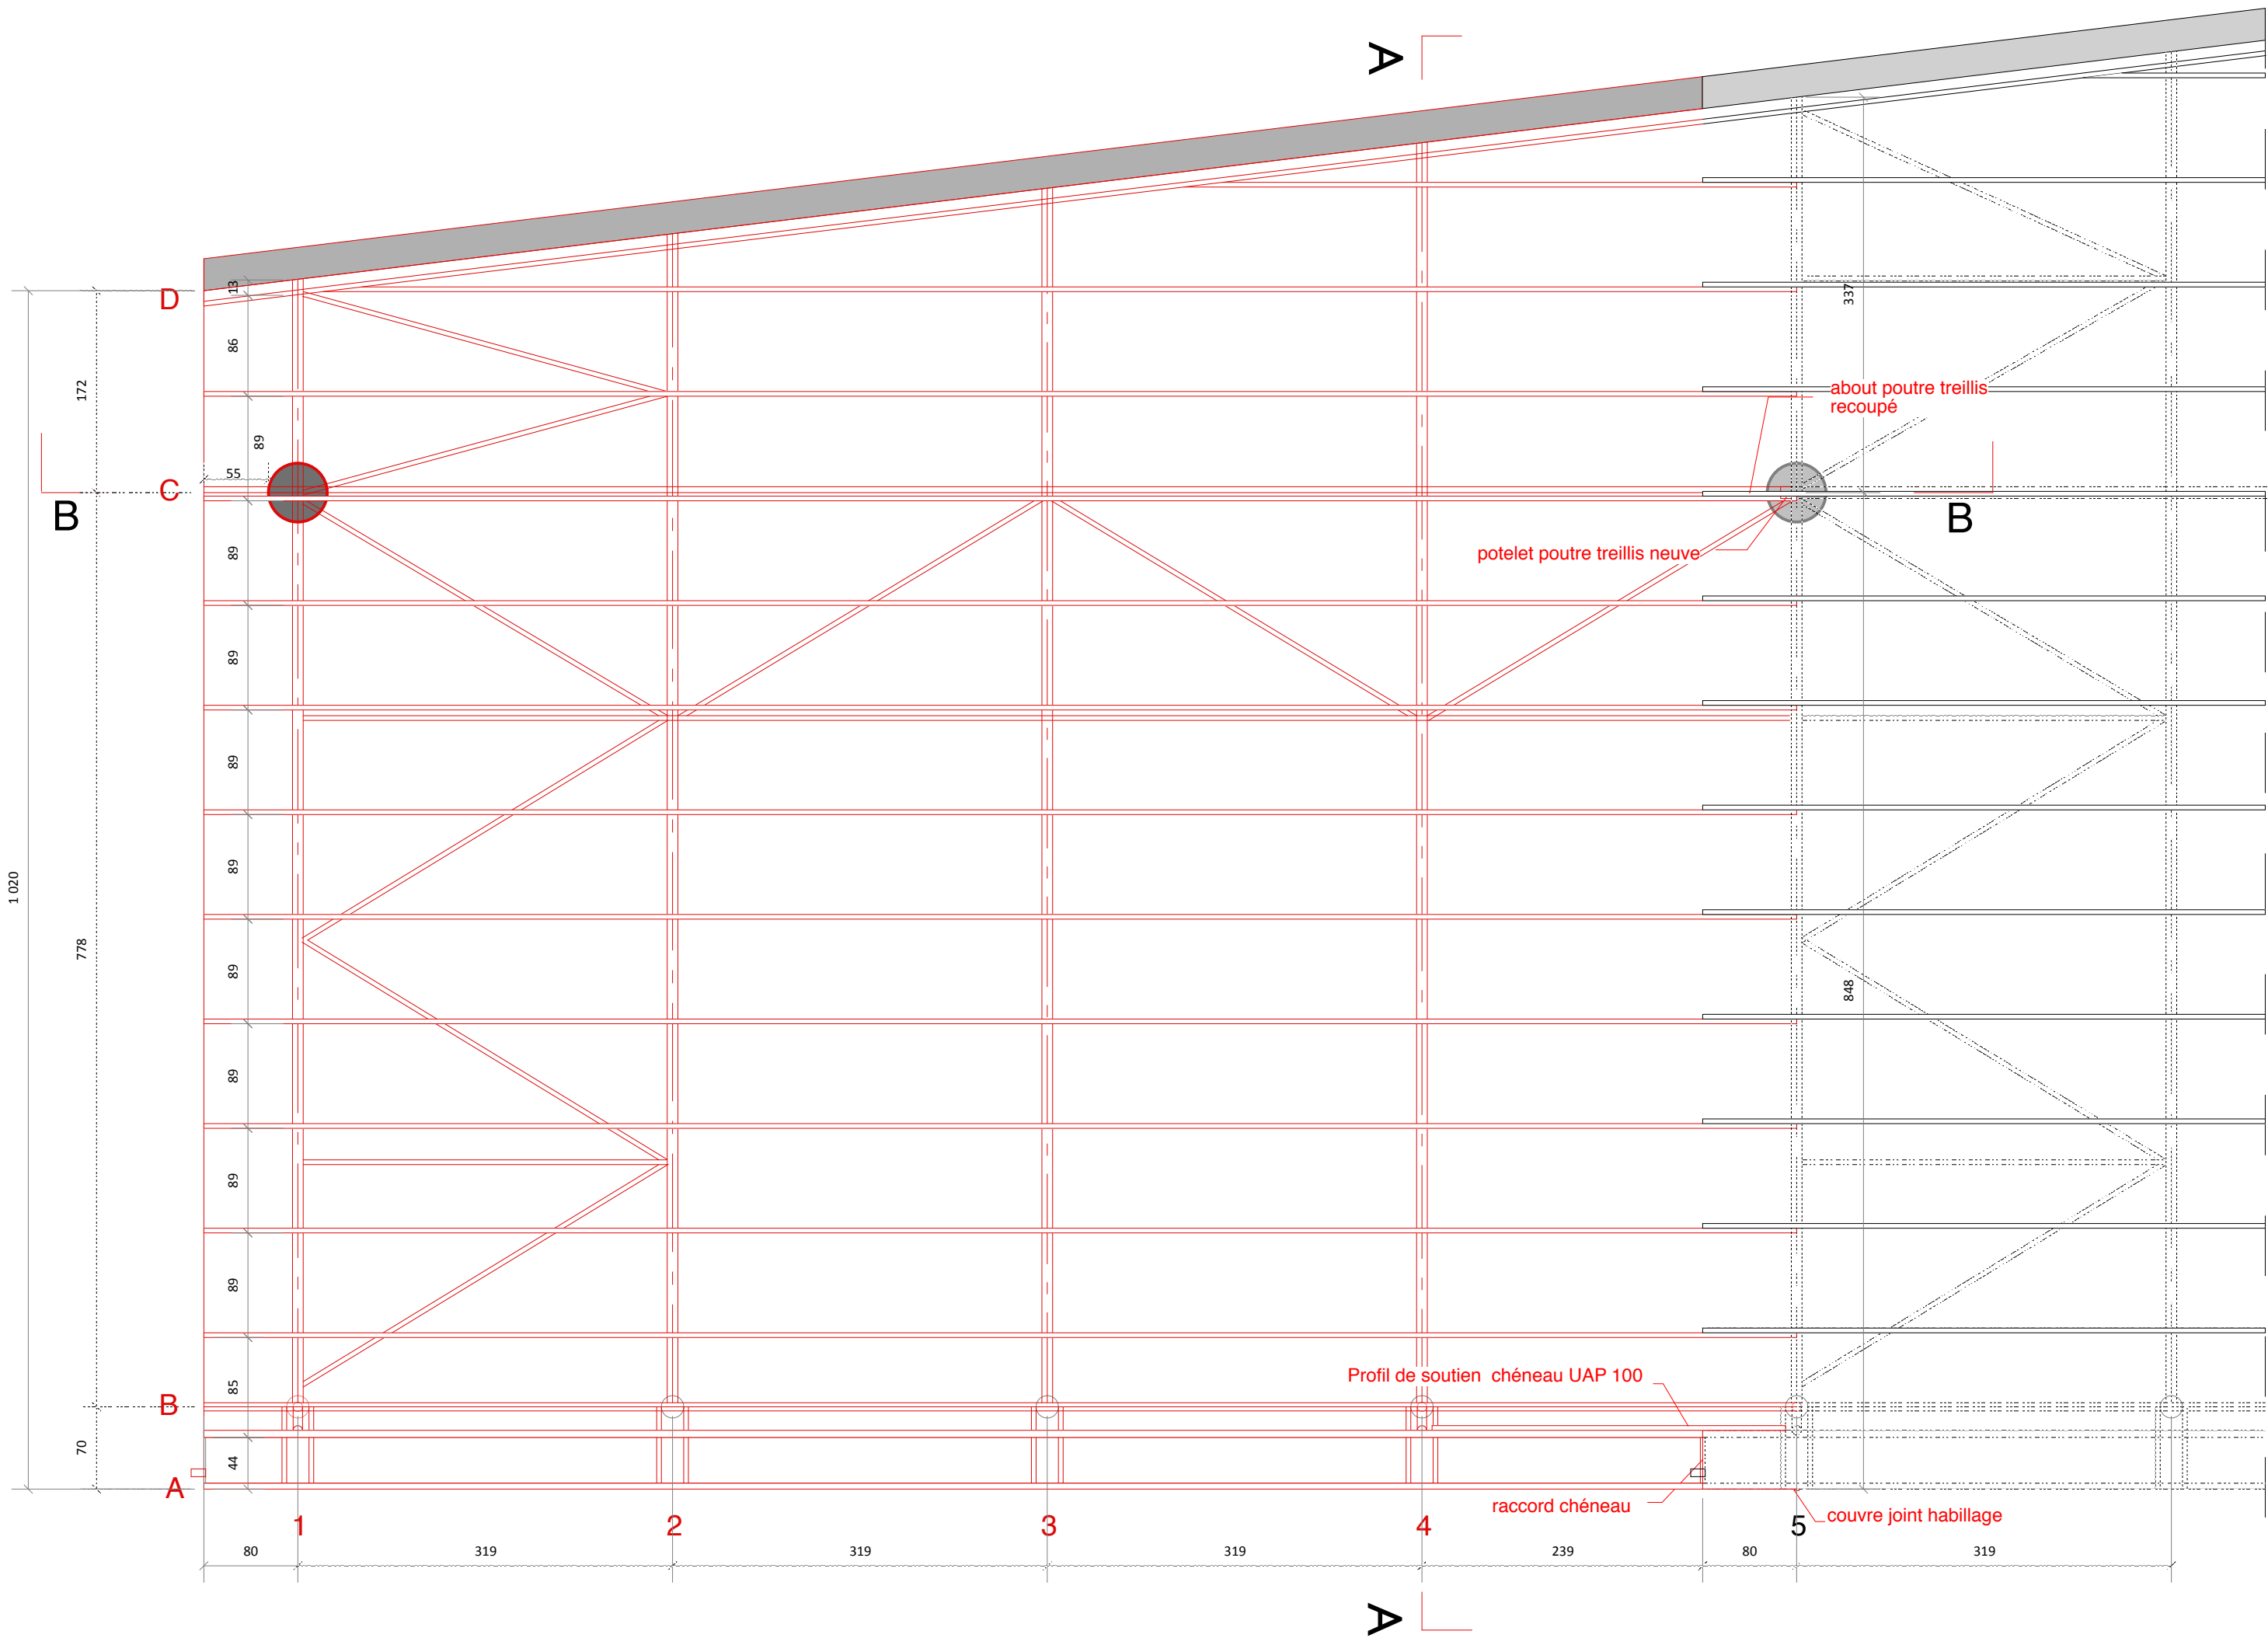 A
D
13
86
172
337
about poutre treillis
recoupé
89
55
C
B
B
89
potelet poutre treillis neuve
89
89
89
1 020
778
89
848
89
89
89
85
Profil de soutien chéneau UAP 100
B
70
44
A
raccord chéneau
couvre joint habillage
1
2
3
4
5
80
319
319
319
239
80
319
A